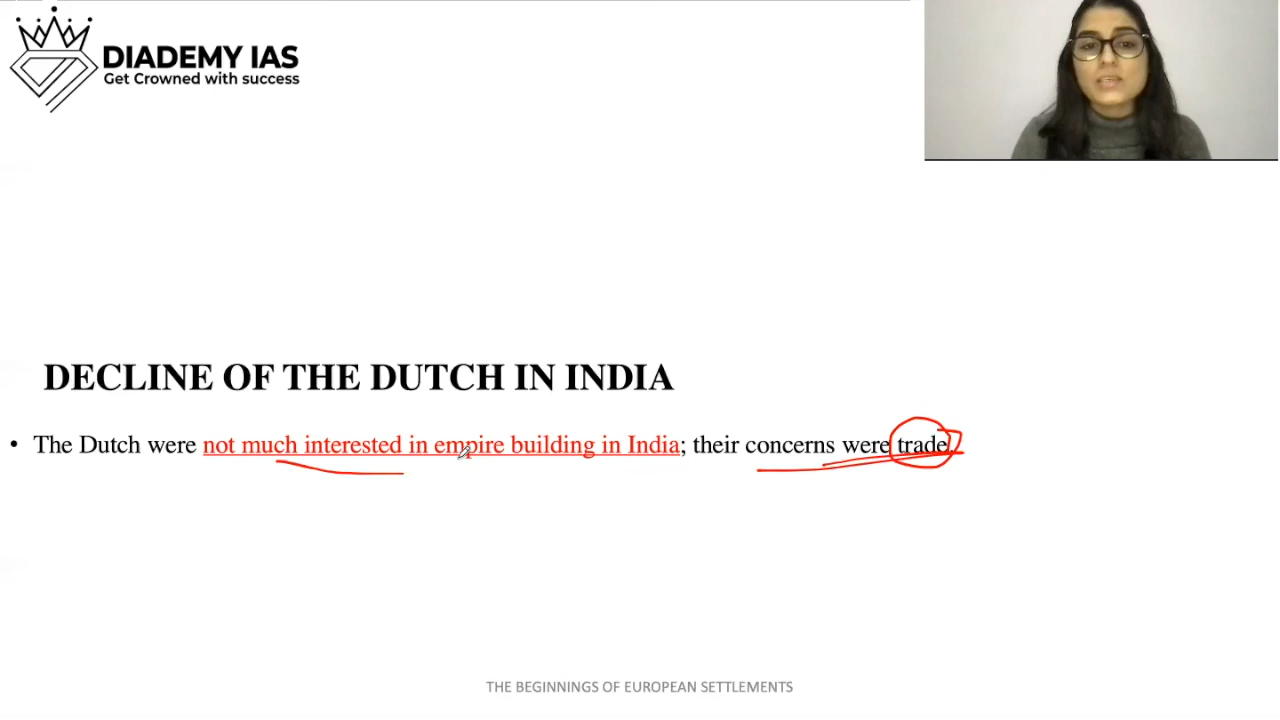 DIADEMY IAS
Get Crowned with success
DECLINE OF THE DUTCH IN INDIA
• The Dutch were not much interested in empire building in India; their concerns were trade.
THE BEGINNINGS OF EUROPEAN SETTLEMENTS